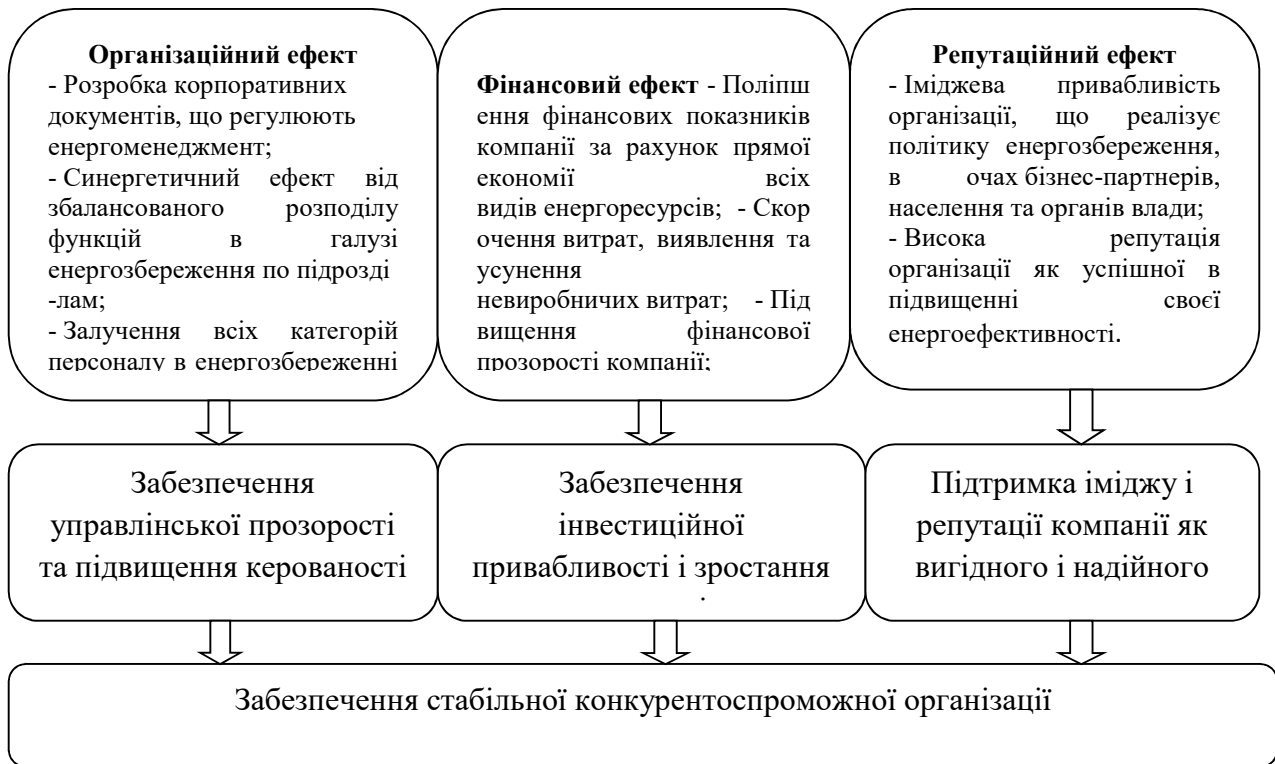 Організаційний ефект
- Розробка корпоративних
документів, що регулюють
енергоменеджмент;
- Синергетичний ефект від
збалансованого розподілу
функцій в галузі
енергозбереження по підрозді
-лам;
- Залучення всіх категорій
персоналу в енергозбереженні
Фінансовий ефект - Поліпш
ення фінансових показників
компанії за рахунок прямої
економії всіх
видів енергоресурсів; - Скор
очення витрат, виявлення та
усунення
невиробничих витрат; - Під
вищення фінансової
прозорості компанії;
Репутаційний ефект
- Іміджева привабливість
організації, що реалізує
політику енергозбереження,
в очах бізнес-партнерів,
населення та органів влади;
- Висока репутація
організації як успішної в
підвищенні своєї
енергоефективності.
Забезпечення
управлінської прозорості
та підвищення керованості
Забезпечення
інвестиційної
привабливості і зростання
Підтримка іміджу і
репутації компанії як
вигідного і надійного
Забезпечення стабільної конкурентоспроможної організації